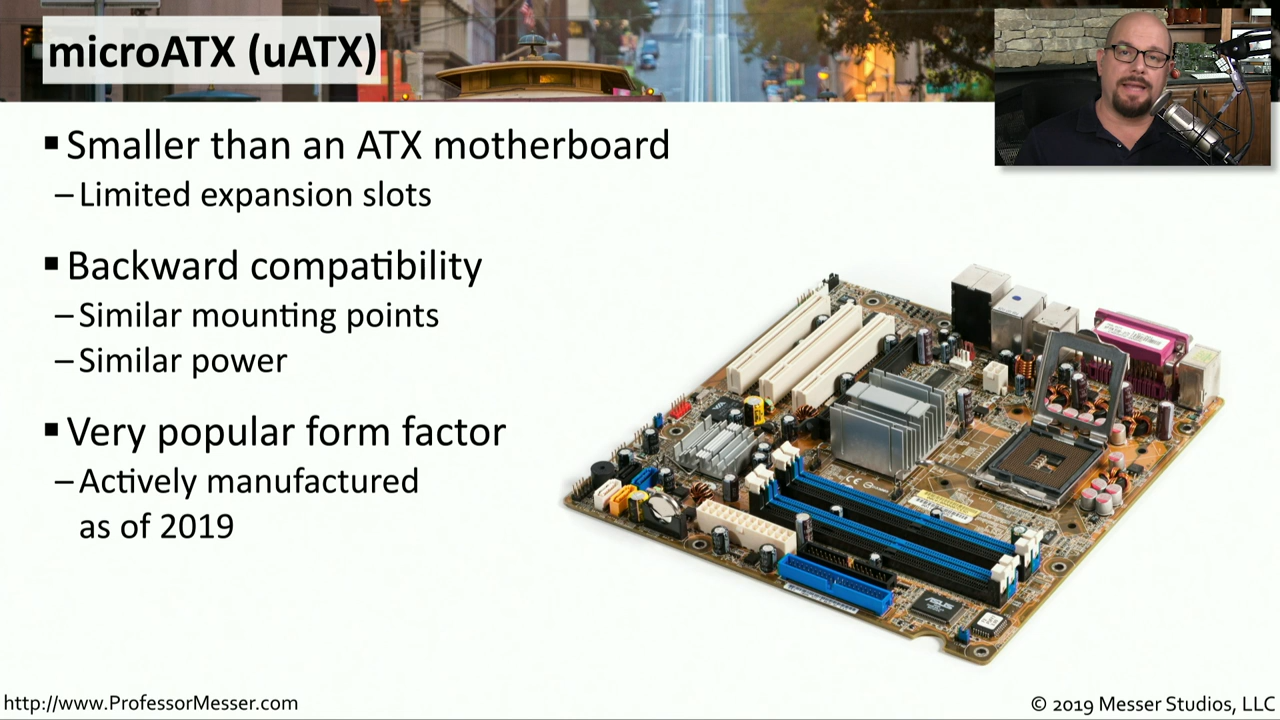 microATX (uATX)
▪ Smaller than an ATX motherboard
– Limited expansion slots
▪ Backward compatibility
– Similar mounting points
– Similar power
▪ Very popular form factor
– Actively manufactured
as of 2019
http://www.ProfessorMesser.com
© 2019 Messer Studios, LLC